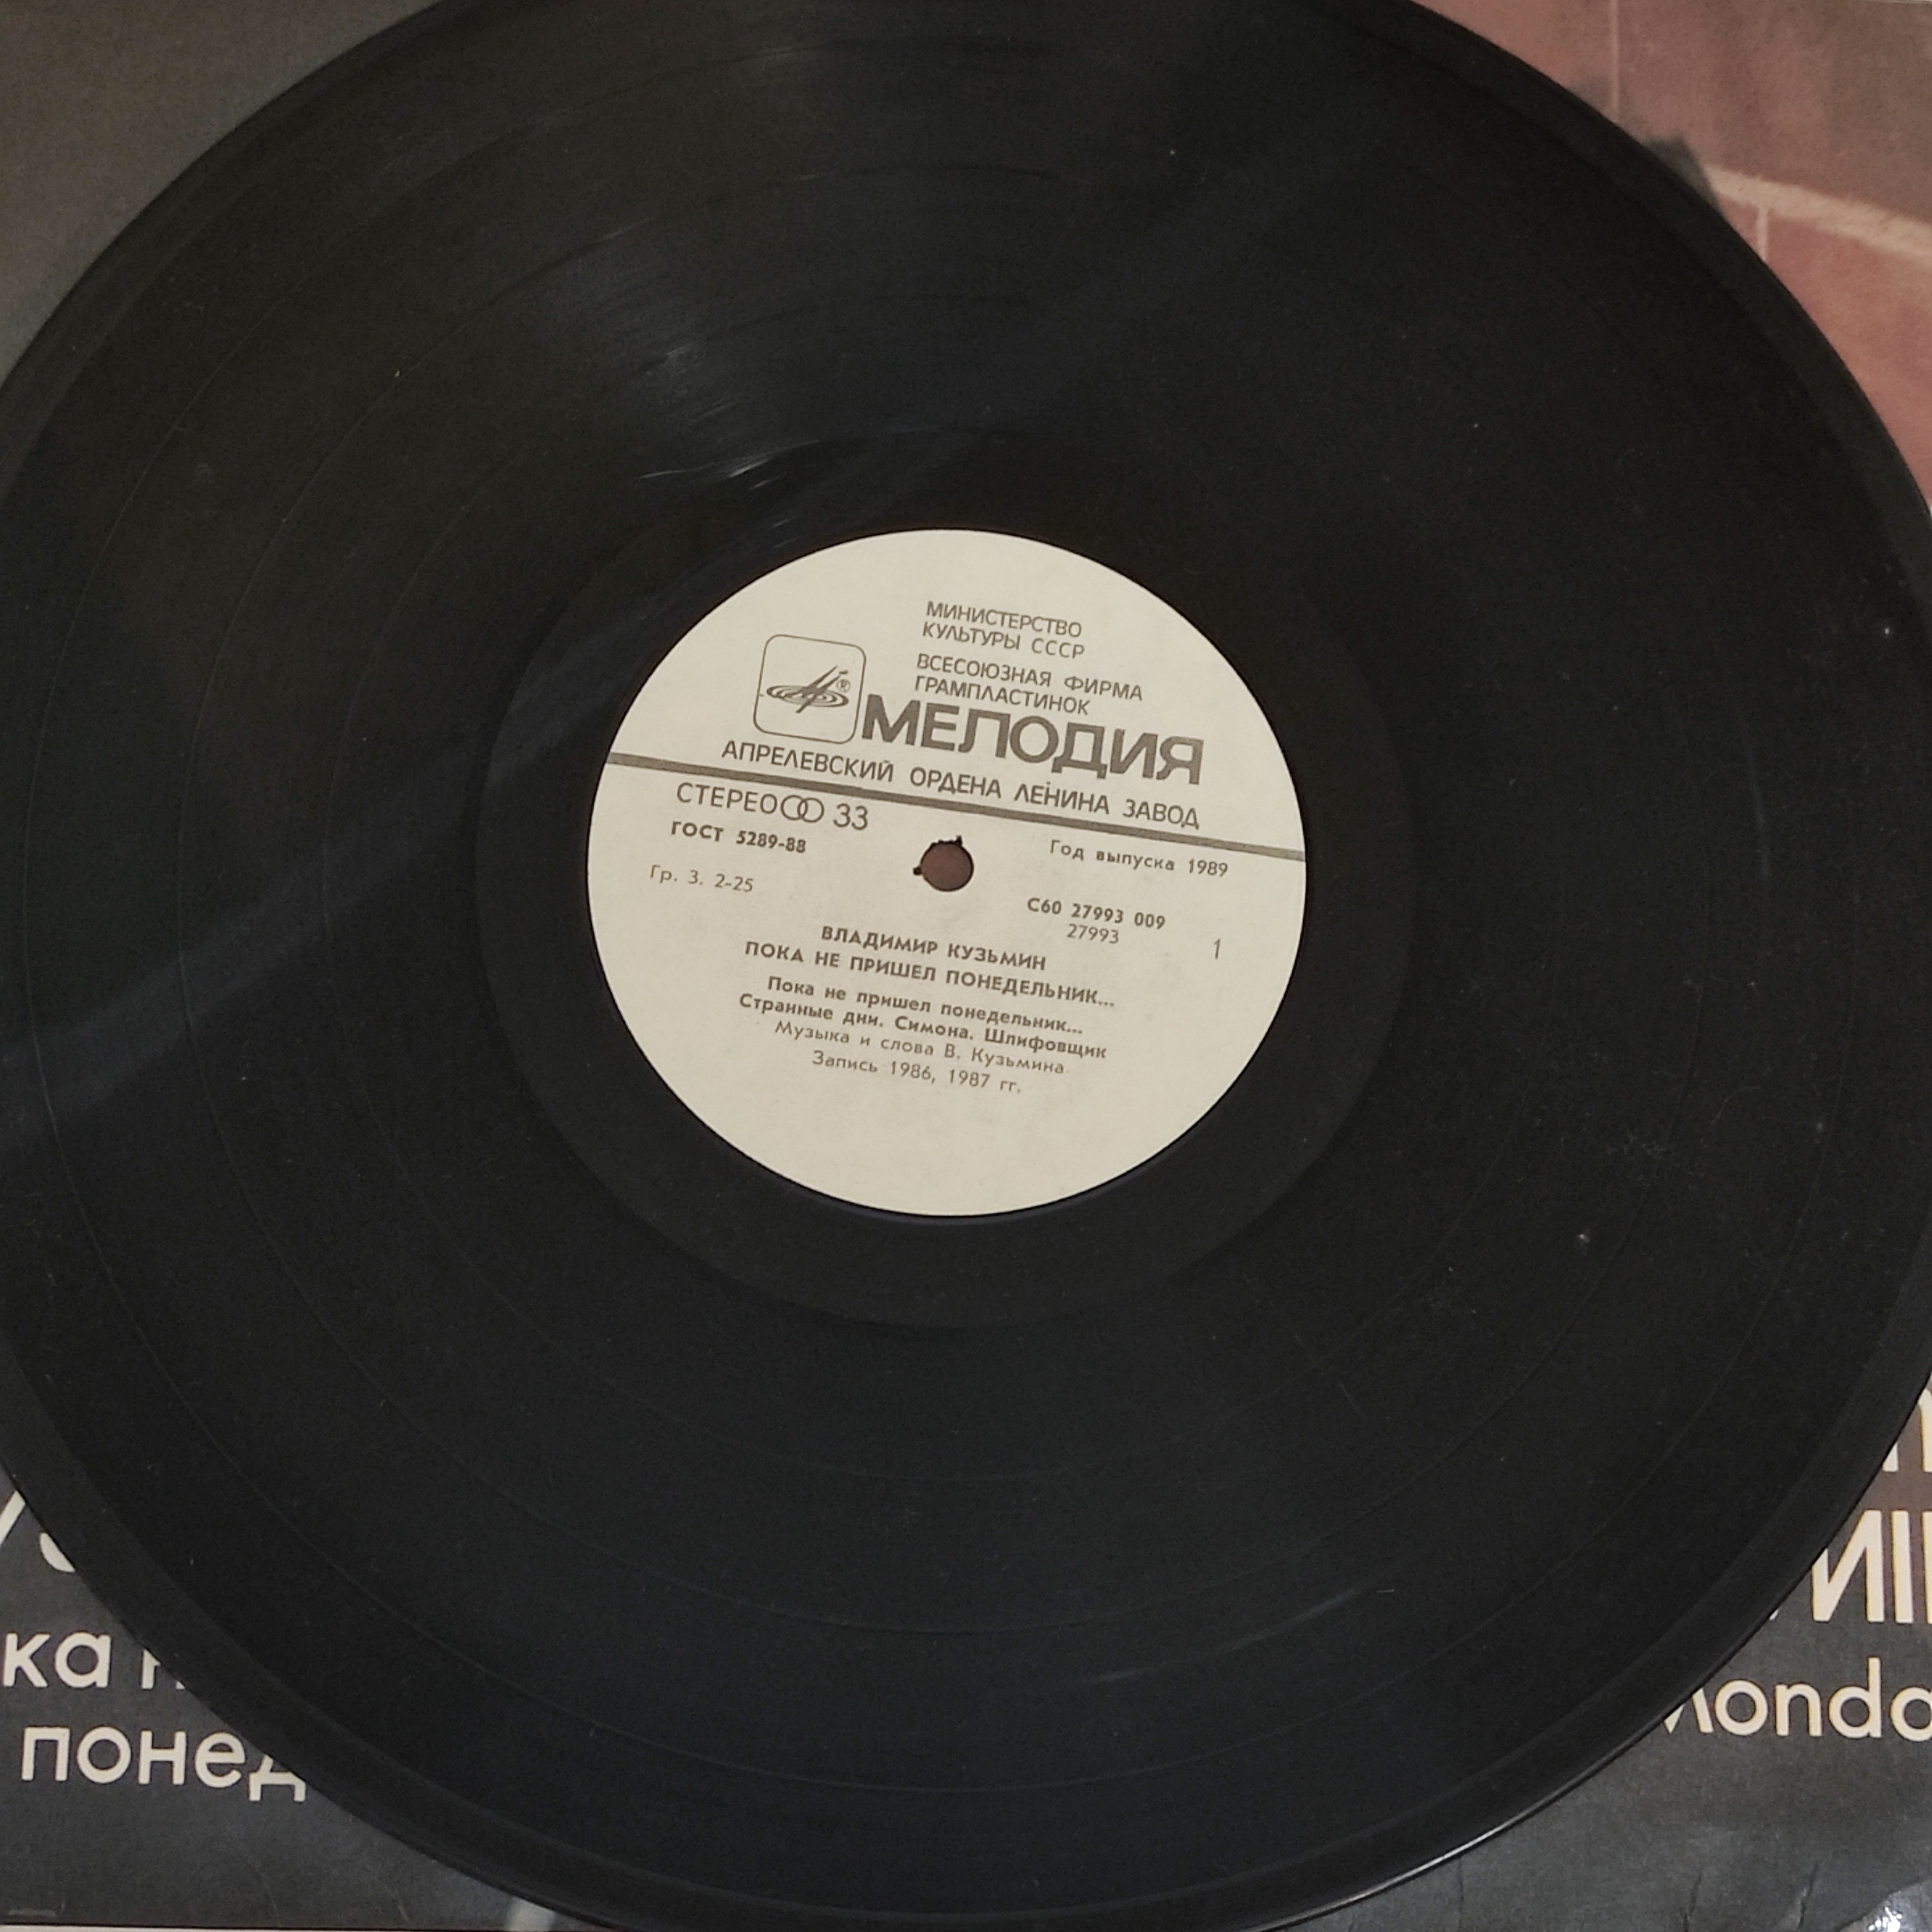 МИНИСТЕРСТВО
КУЛЬТУРЫ СССР
ВСЕСОЮЗНАЯ ФИРМА
ГРАМПЛАСТИНОК
®
МЕЛОДИЯ
АПРЕЛЕВСКИЙ ОРДЕНА ЛЕНИНА ЗАВОД
СТЕРЕО 33
ГОСТ 5289-88
Год выпуска 1989
Гр. 3. 2-25
С60 27993 009
27993
1
ВЛАДИМИР КУЗЬМИН
ПОКА НЕ ПРИШЕЛ ПОНЕДЕЛЬНИК...
Пока не пришел понедельник...
Странные дни. Симона. Шлифовщик
Музыка и слова В. Кузьмина
Запись 1986, 1987 гг.
ка н
понед
Monda